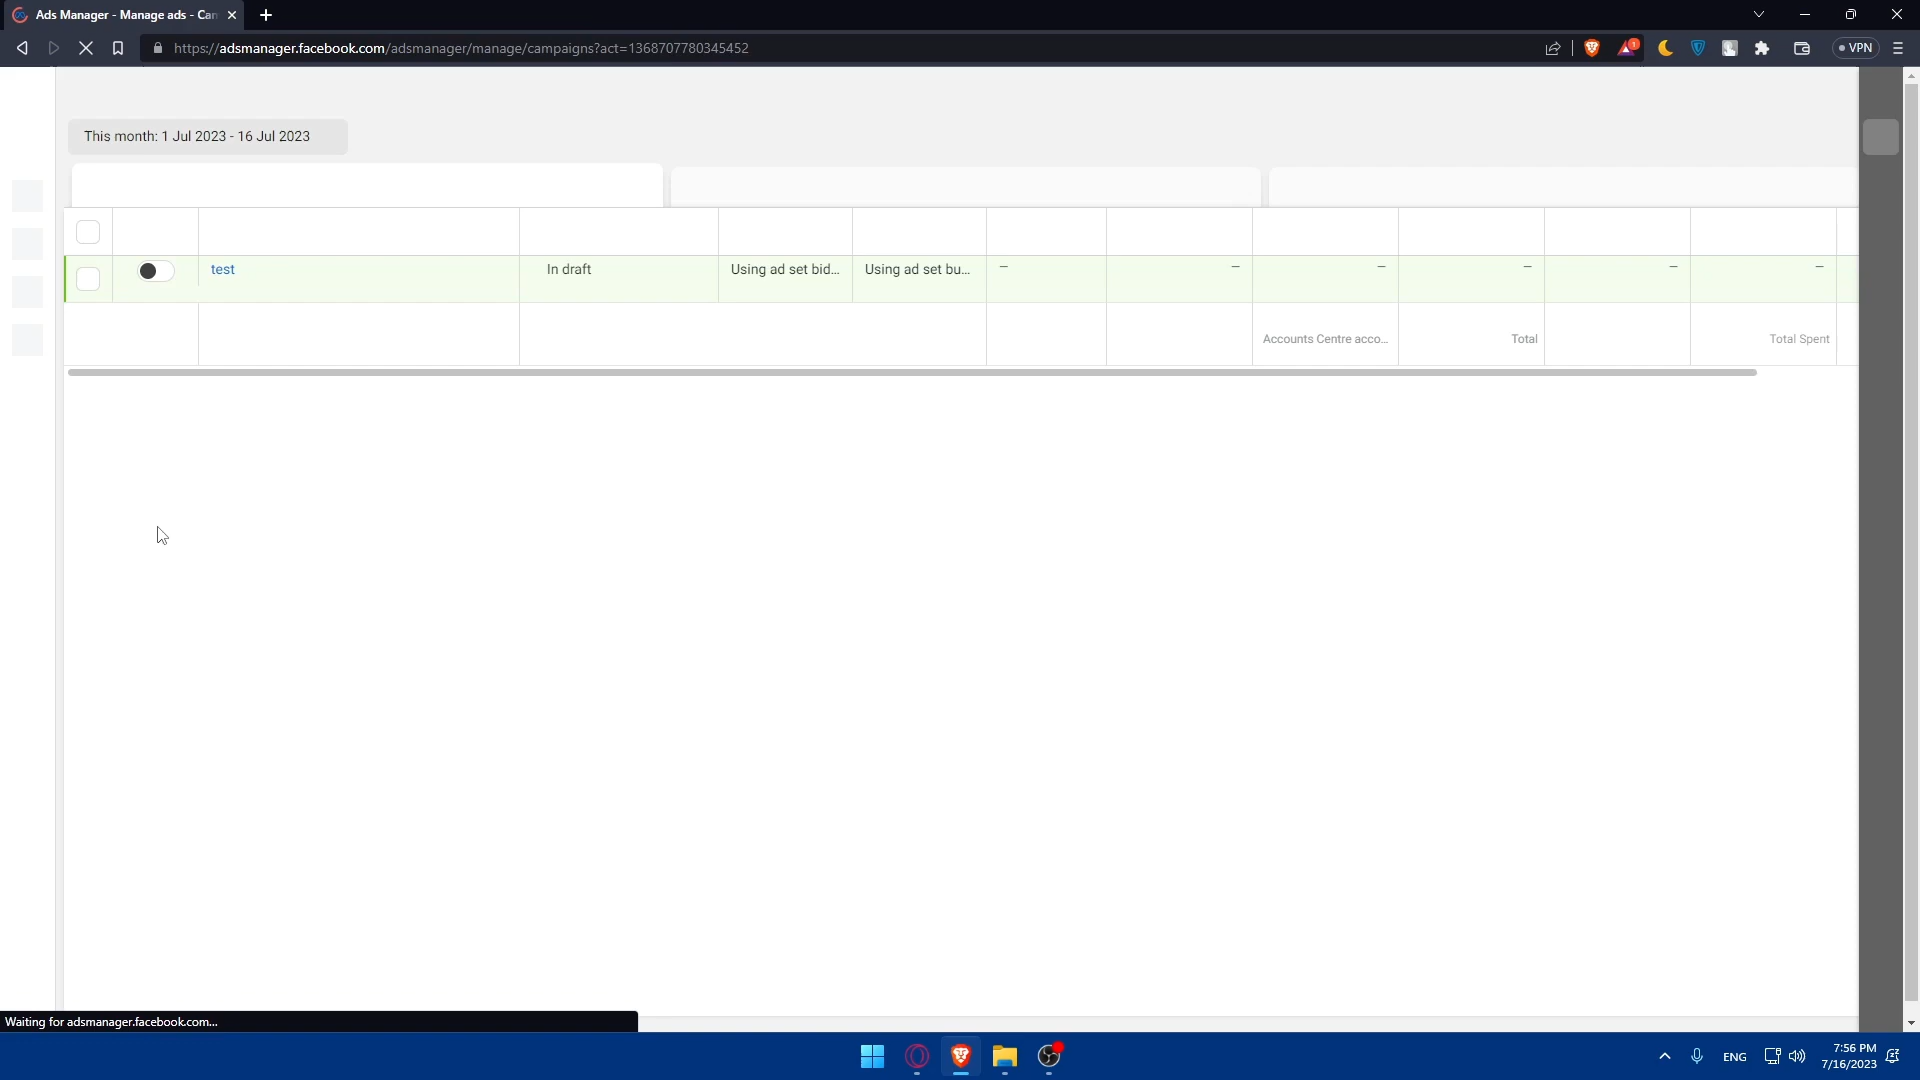 Ads Manager - Manage ads - Can
https://adsmanager.facebook.com/adsmanager/manage/campaigns?act=1368707780345452
1
VPN
This month: 1 Jul 2023 - 16 Jul 2023
test In draft Using ad set bid... Using ad set bu... — — — — — —
Accounts Centre acco... Total Total Spent
Waiting for adsmanager.facebook.com...
ENG
7:56 PM
7/16/2023